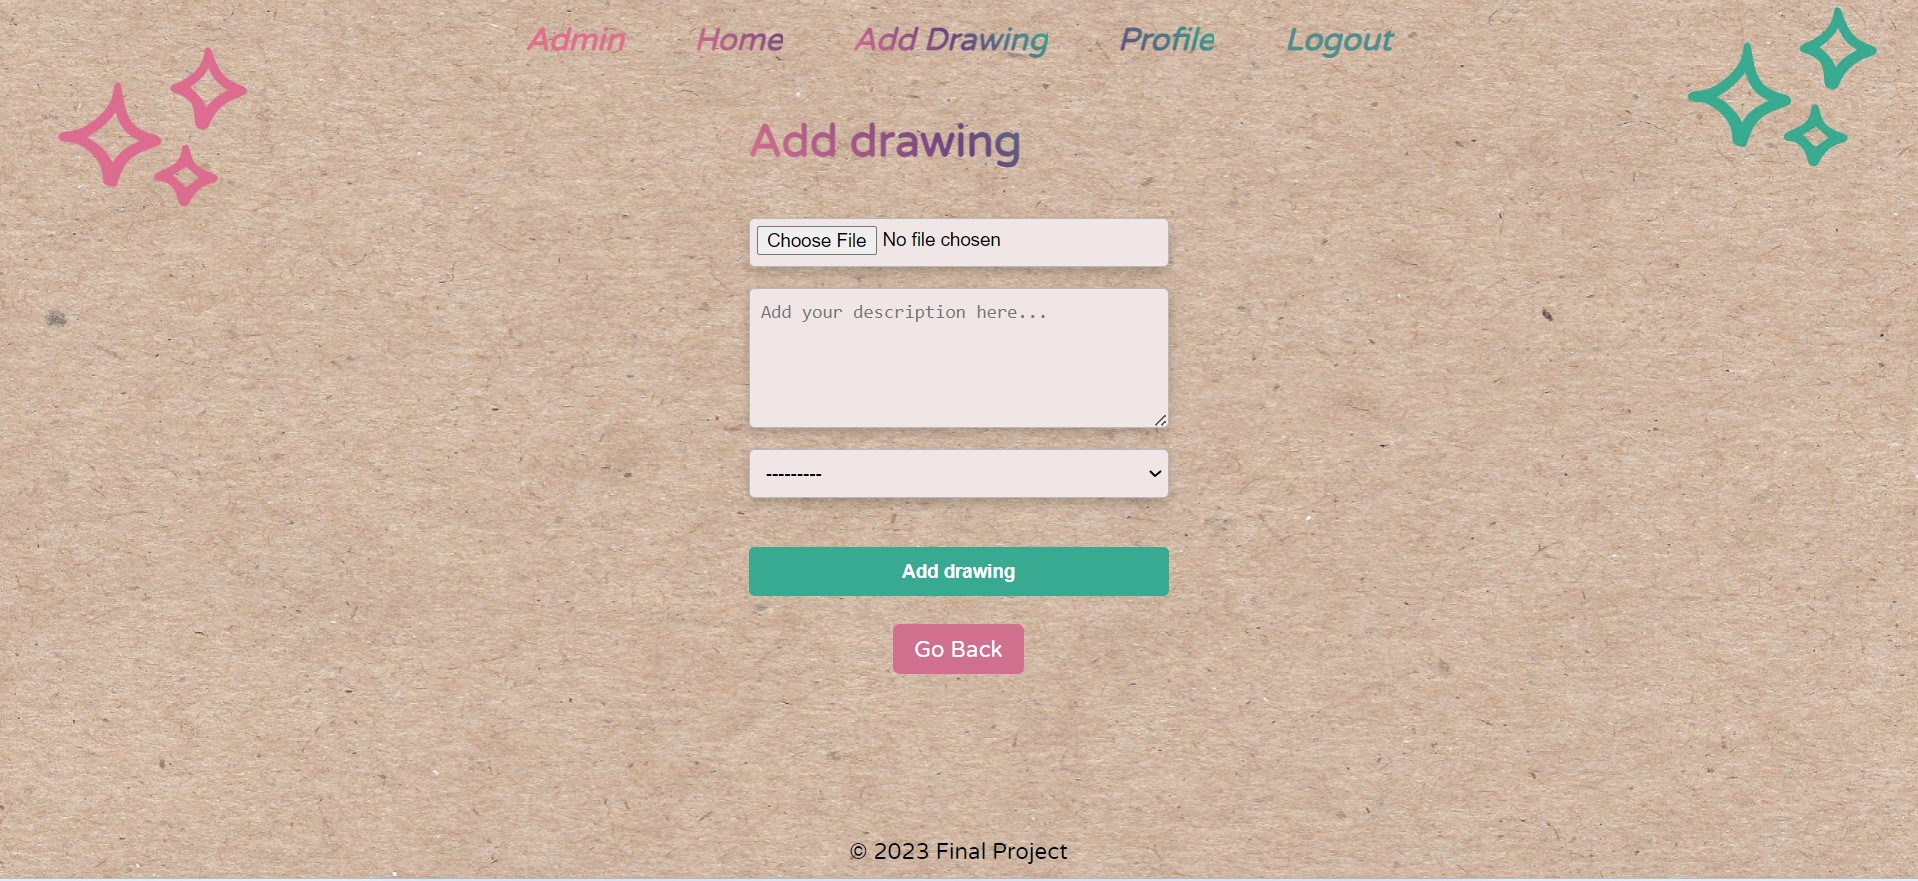 Admin Home Add Drawing Profile Logout
Add drawing
Choose File No file chosen
Add your description here...
---------
Add drawing
Go Back
© 2023 Final Project